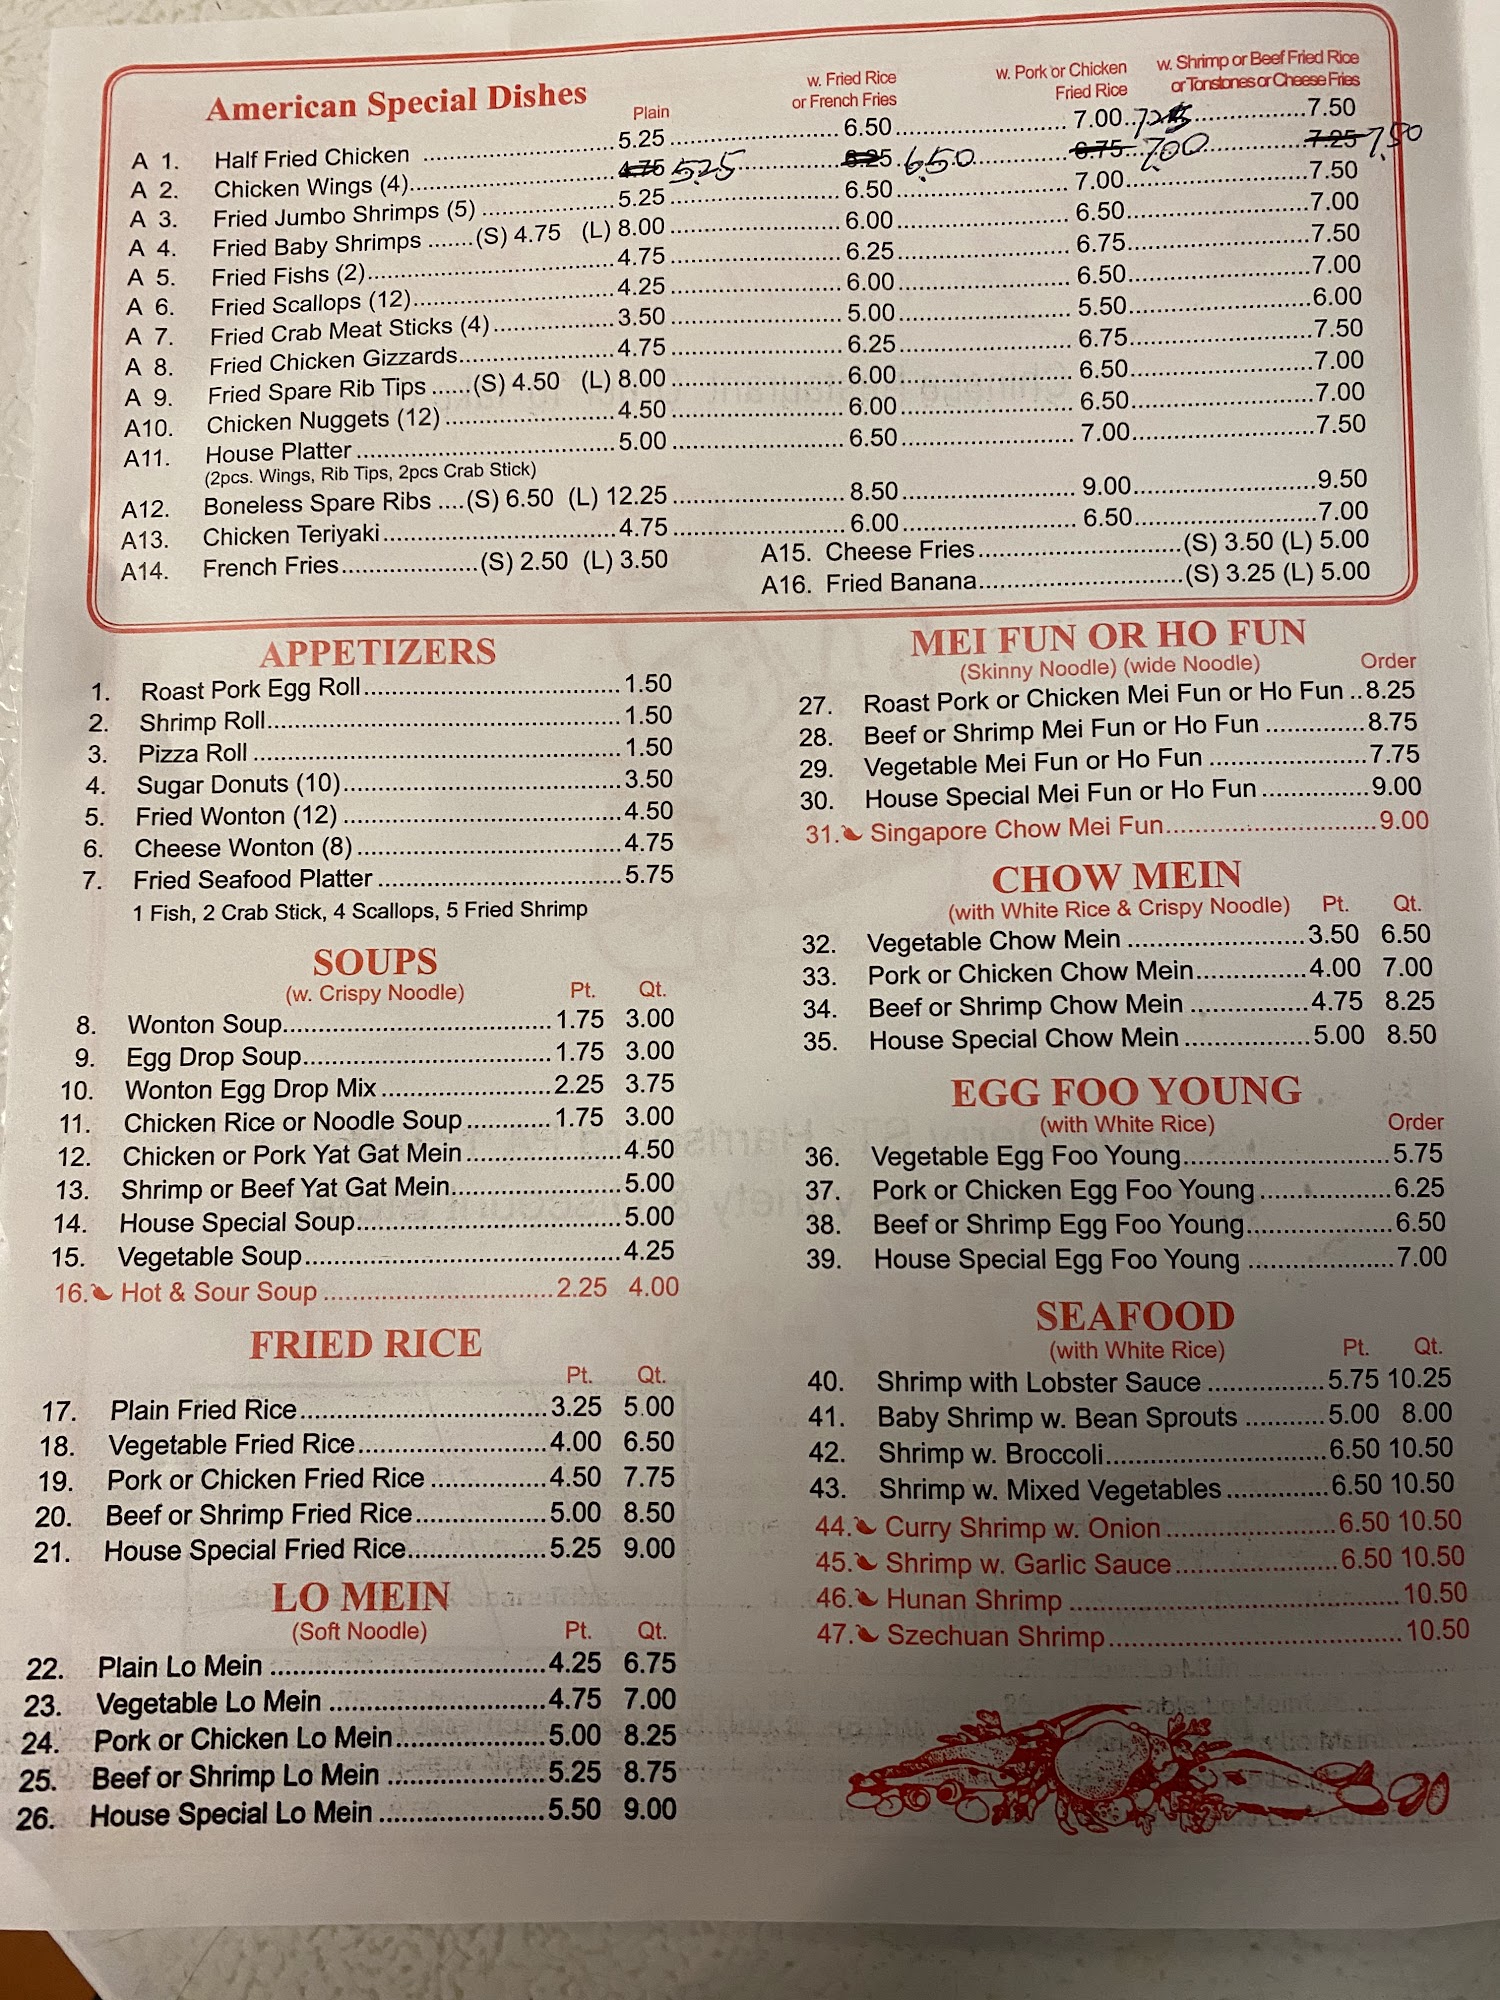 American Special Dishes
Plain
w. Fried Rice
or French Fries
w. Pork or Chicken
Fried Rice
w. Shrimp or Beef Fried Rice
or Tonstones or Cheese Fries
A 1. Half Fried Chicken 5.25 6.50 7.00 7.50
A 2. Chicken Wings (4) 4.75 5.25 6.25 6.50 6.75 7.00 7.25 7.50
A 3. Fried Jumbo Shrimps (5) 5.25 6.50 7.00 7.50
A 4. Fried Baby Shrimps (S) 4.75 (L) 8.00 6.00 6.50 7.00
A 5. Fried Fishs (2) 4.75 6.25 6.75 7.50
A 6. Fried Scallops (12) 4.25 6.00 6.50 7.00
A 7. Fried Crab Meat Sticks (4) 3.50 5.00 5.50 6.00
A 8. Fried Chicken Gizzards 4.75 6.25 6.75 7.50
A 9. Fried Spare Rib Tips (S) 4.50 (L) 8.00 6.00 6.50 7.00
A10. Chicken Nuggets (12) 4.50 6.00 6.50 7.00
A11. House Platter 5.00 6.50 7.00 7.50
(2pcs. Wings, Rib Tips, 2pcs Crab Stick)
A12. Boneless Spare Ribs (S) 6.50 (L) 12.25 8.50 9.00 9.50
A13. Chicken Teriyaki 4.75 6.00 6.50 7.00
A14. French Fries (S) 2.50 (L) 3.50
A15. Cheese Fries (S) 3.50 (L) 5.00
A16. Fried Banana (S) 3.25 (L) 5.00
APPETIZERS
1. Roast Pork Egg Roll 1.50
2. Shrimp Roll 1.50
3. Pizza Roll 1.50
4. Sugar Donuts (10) 3.50
5. Fried Wonton (12) 4.50
6. Cheese Wonton (8) 4.75
7. Fried Seafood Platter 5.75
1 Fish, 2 Crab Stick, 4 Scallops, 5 Fried Shrimp
SOUPS
(w. Crispy Noodle) Pt. Qt.
8. Wonton Soup 1.75 3.00
9. Egg Drop Soup 1.75 3.00
10. Wonton Egg Drop Mix 2.25 3.75
11. Chicken Rice or Noodle Soup 1.75 3.00
12. Chicken or Pork Yat Gat Mein 4.50
13. Shrimp or Beef Yat Gat Mein 5.00
14. House Special Soup 5.00
15. Vegetable Soup 4.25
16. Hot & Sour Soup 2.25 4.00
FRIED RICE
Pt. Qt.
17. Plain Fried Rice 3.25 5.00
18. Vegetable Fried Rice 4.00 6.50
19. Pork or Chicken Fried Rice 4.50 7.75
20. Beef or Shrimp Fried Rice 5.00 8.50
21. House Special Fried Rice 5.25 9.00
LO MEIN
(Soft Noodle) Pt. Qt.
22. Plain Lo Mein 4.25 6.75
23. Vegetable Lo Mein 4.75 7.00
24. Pork or Chicken Lo Mein 5.00 8.25
25. Beef or Shrimp Lo Mein 5.25 8.75
26. House Special Lo Mein 5.50 9.00
MEI FUN OR HO FUN
(Skinny Noodle) (wide Noodle) Order
27. Roast Pork or Chicken Mei Fun or Ho Fun 8.25
28. Beef or Shrimp Mei Fun or Ho Fun 8.75
29. Vegetable Mei Fun or Ho Fun 7.75
30. House Special Mei Fun or Ho Fun 9.00
31. Singapore Chow Mei Fun 9.00
CHOW MEIN
(with White Rice & Crispy Noodle) Pt. Qt.
32. Vegetable Chow Mein 3.50 6.50
33. Pork or Chicken Chow Mein 4.00 7.00
34. Beef or Shrimp Chow Mein 4.75 8.25
35. House Special Chow Mein 5.00 8.50
EGG FOO YOUNG
(with White Rice) Order
36. Vegetable Egg Foo Young 5.75
37. Pork or Chicken Egg Foo Young 6.25
38. Beef or Shrimp Egg Foo Young 6.50
39. House Special Egg Foo Young 7.00
SEAFOOD
(with White Rice) Pt. Qt.
40. Shrimp with Lobster Sauce 5.75 10.25
41. Baby Shrimp w. Bean Sprouts 5.00 8.00
42. Shrimp w. Broccoli 6.50 10.50
43. Shrimp w. Mixed Vegetables 6.50 10.50
44. Curry Shrimp w. Onion 6.50 10.50
45. Shrimp w. Garlic Sauce 6.50 10.50
46. Hunan Shrimp 10.50
47. Szechuan Shrimp 10.50